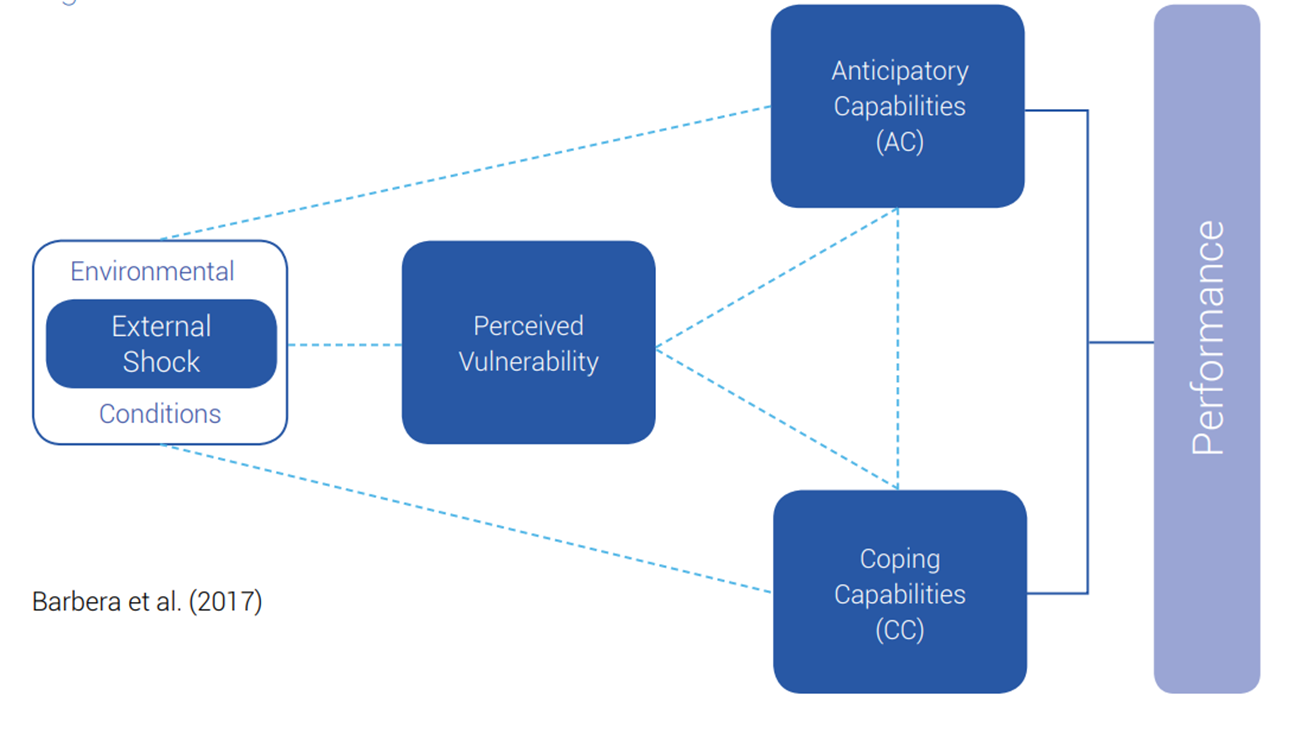 Anticipatory
Capabilities
(AC)
Environmental
External
Shock
Conditions
Perceived
Vulnerability
Performance
Coping
Capabilities
(CC)
Barbera et al. (2017)